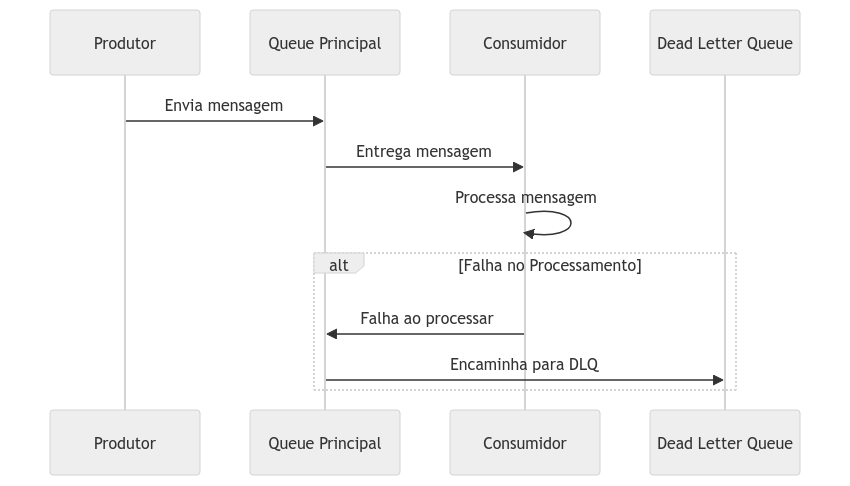 Produtor
Queue Principal
Consumidor
Dead Letter Queue
Envia mensagem
Entrega mensagem
Processa mensagem
alt
[Falha no Processamento]
Falha ao processar
Encaminha para DLQ
Produtor
Queue Principal
Consumidor
Dead Letter Queue